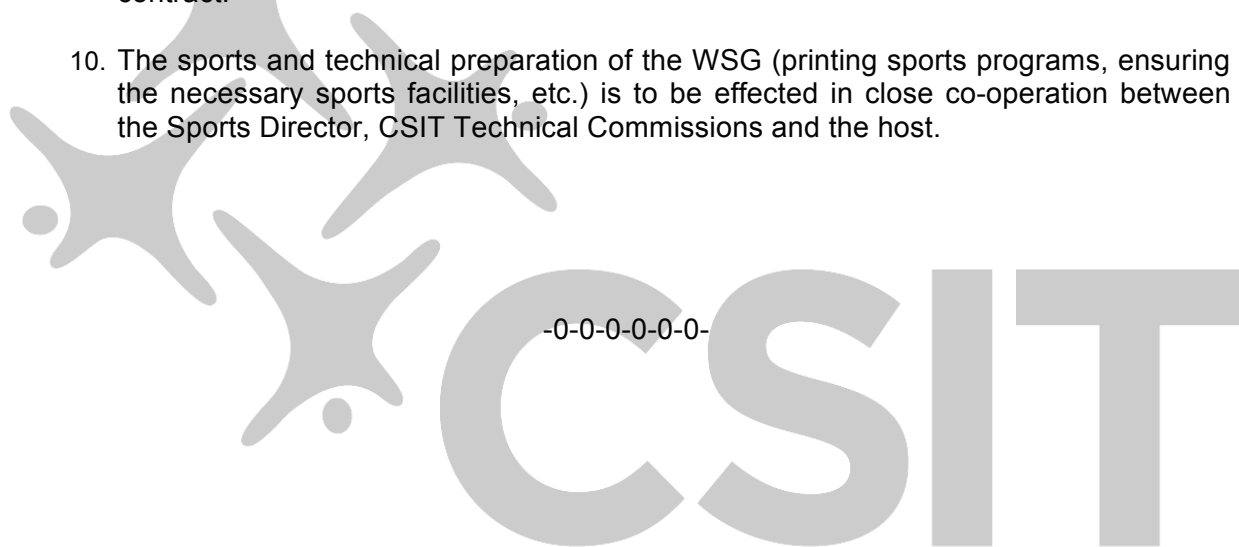 contract.
10. The sports and technical preparation of the WSG (printing sports programs, ensuring
the necessary sports facilities, etc.) is to be effected in close co-operation between
the Sports Director, CSIT Technical Commissions and the host.
-0-0-0-0-0-0-
CSIT